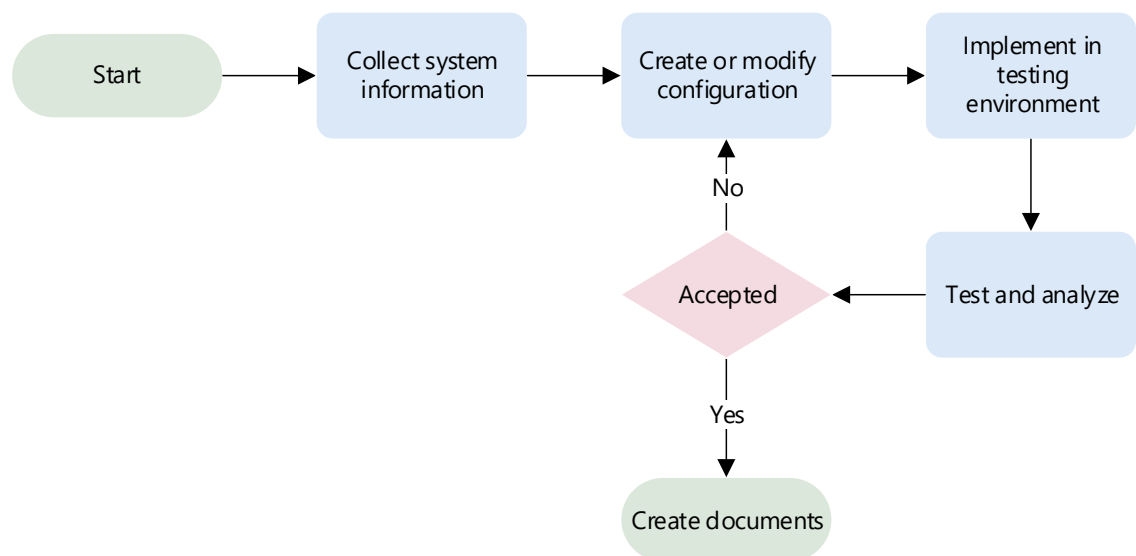 Start
Collect system
information
Create or modify
configuration
Implement in
testing
environment
No
Accepted
Test and analyze
Yes
Create documents